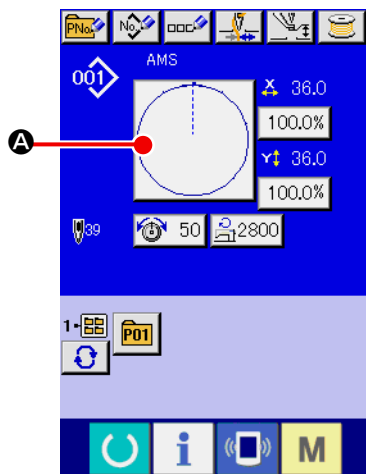 PNo. No.
AMS
001 X 36.0
100.0%
A
Y 36.0
100.0%
39 50 2800
1
P01
i M